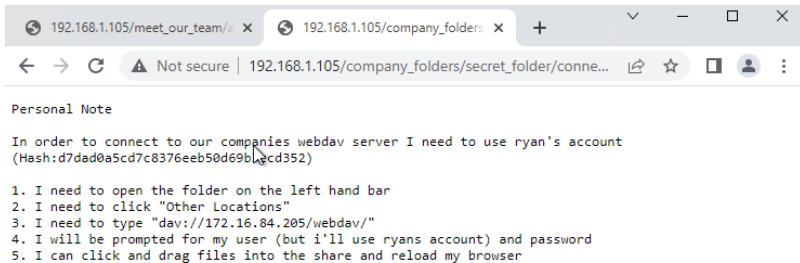 192.168.1.105/meet_our_team/a
192.168.1.105/company_folders
Not secure
192.168.1.105/company_folders/secret_folder/conne...
Personal Note
In order to connect to our companies webdav server I need to use ryan's account
1. I need to open the folder on the left hand bar
2. I need to click "Other Locations"
3. I need to type "dav://172.16.84.205/webdav/"
4. I will be prompted for my user (but i'll use ryans account) and password
5. I can click and drag files into the share and reload my browser